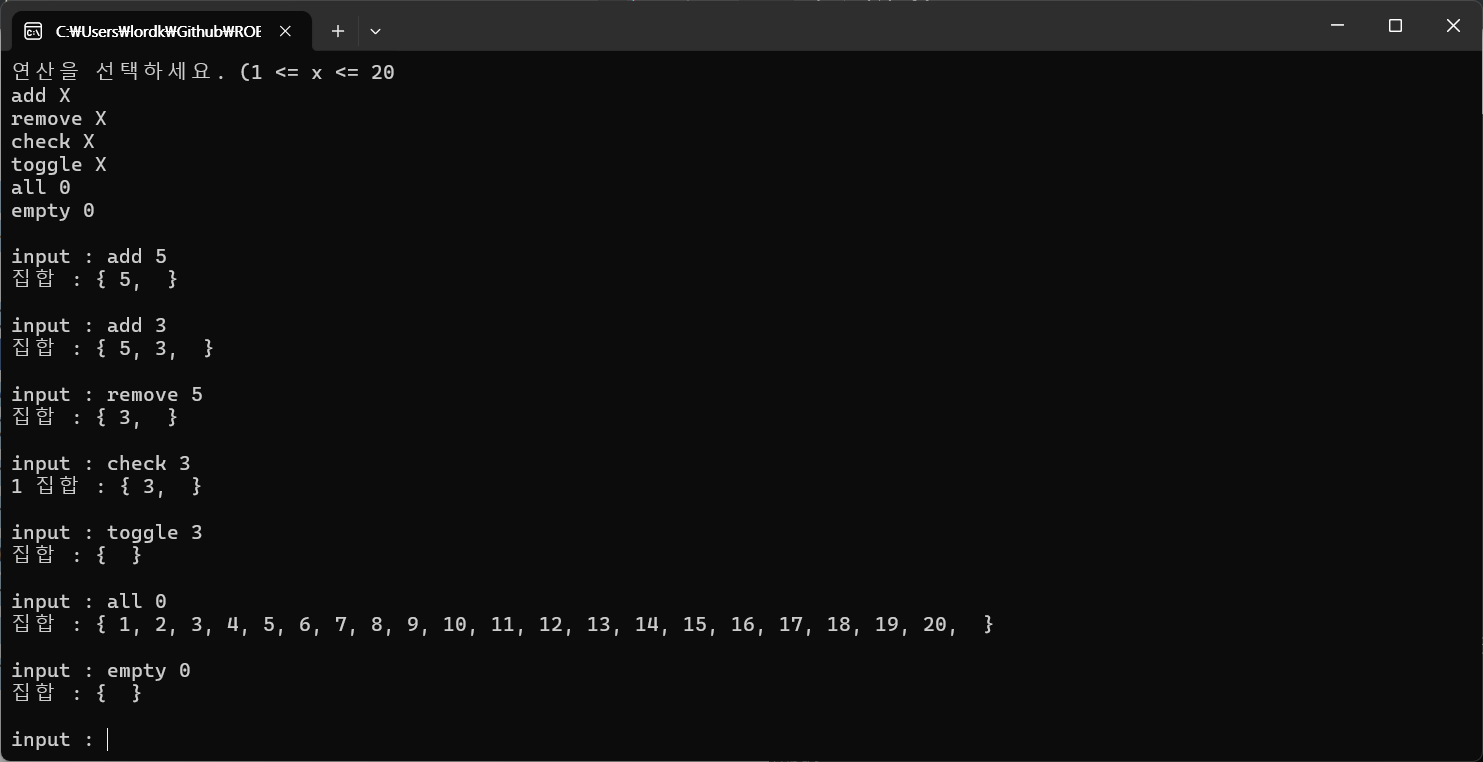 C:₩Users₩lordk₩Github₩ROE
연산을 선택하세요. (1 <= x <= 20
add X
remove X
check X
toggle X
all 0
empty 0
input : add 5
집합 : { 5,  }
input : add 3
집합 : { 5, 3,  }
input : remove 5
집합 : { 3,  }
input : check 3
1 집합 : { 3,  }
input : toggle 3
집합 : {  }
input : all 0
집합 : { 1, 2, 3, 4, 5, 6, 7, 8, 9, 10, 11, 12, 13, 14, 15, 16, 17, 18, 19, 20,  }
input : empty 0
집합 : {  }
input :